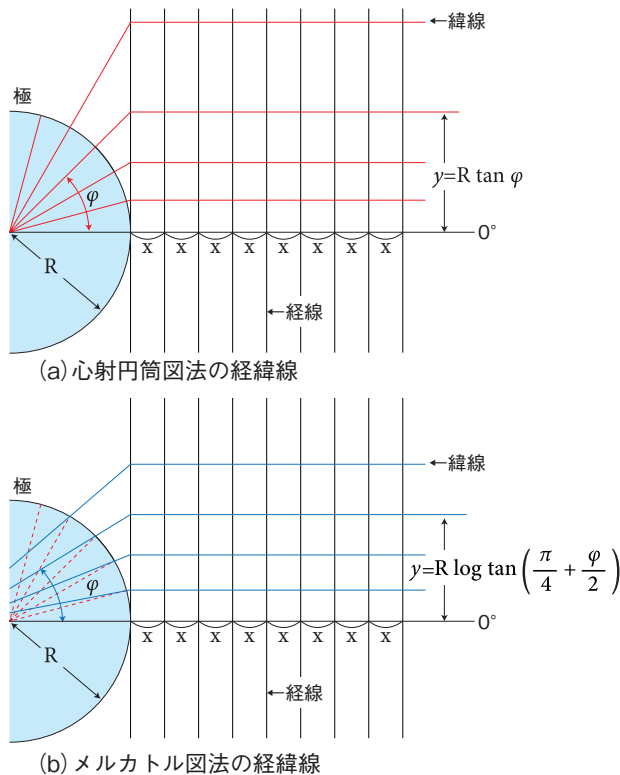 ←緯線
極
y=R tan φ
φ
0°
x x x x x x x x
R
←経線
(a)心射円筒図法の経緯線
←緯線
極
y=R log tan(π/4 + φ/2)
φ
0°
x x x x x x x x
R
←経線
(b)メルカトル図法の経緯線